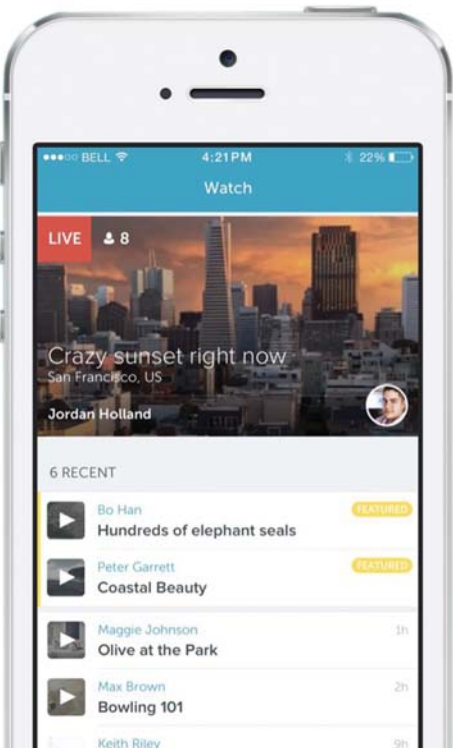 BELL 4:21 PM 22%
Watch
LIVE 8
Crazy sunset right now
San Francisco, US
Jordan Holland
6 RECENT
Bo Han FEATURED
Hundreds of elephant seals
Peter Garrett FEATURED
Coastal Beauty
Maggie Johnson 1h
Olive at the Park
Max Brown 2h
Bowling 101
Keith Riley 9h